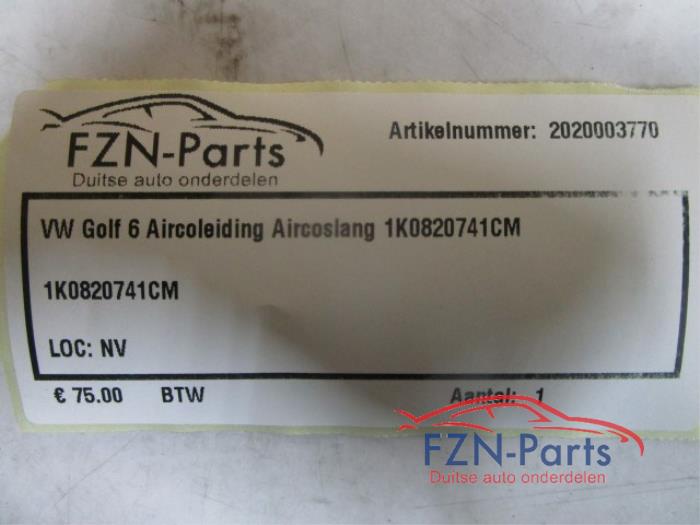 FZN-Parts
Duitse auto onderdelen
Artikelnummer: 2020003770
VW Golf 6 Aircoleiding Aircoslang 1K0820741CM
1K0820741CM
LOC: NV
€ 75.00 BTW Aantal: 1
FZN-Parts
Duitse auto onderdelen